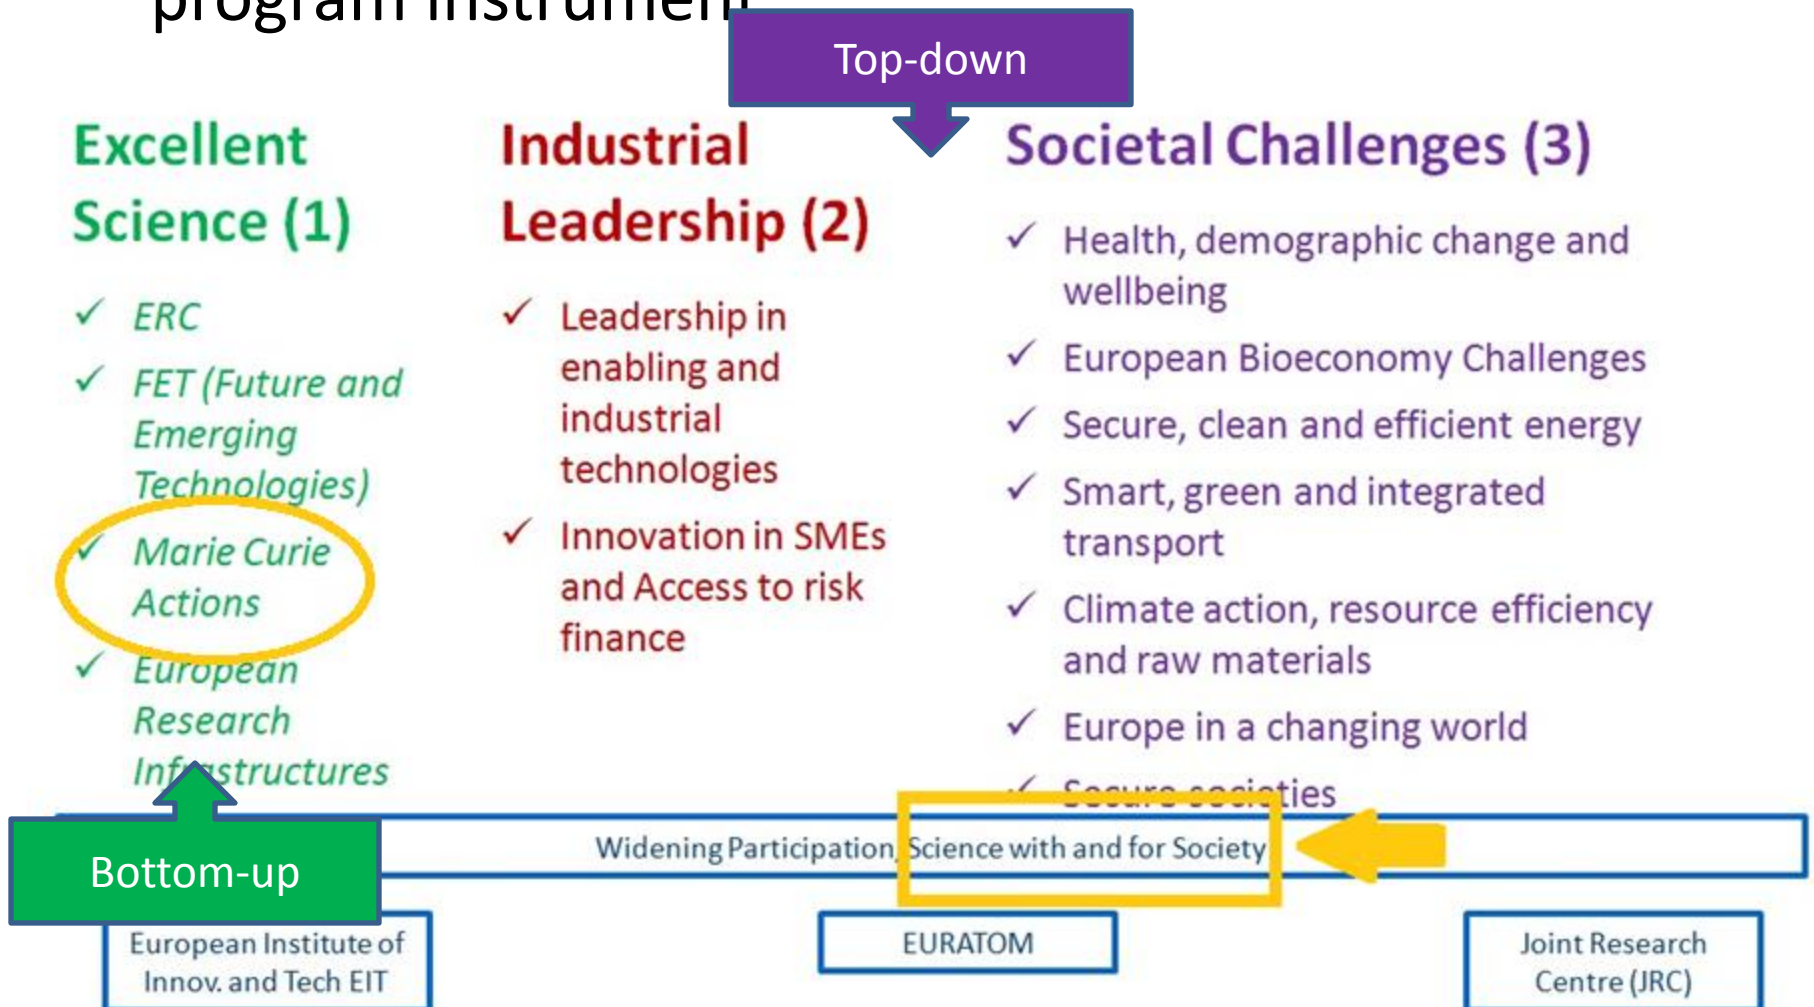 program instrument
Top-down
Excellent
Science (1)
✓ ERC
✓ FET (Future and
Emerging
Technologies)
✓ Marie Curie
Actions
✓ European
Research
Infrastructures
Bottom-up
Industrial
Leadership (2)
✓ Leadership in
enabling and
industrial
technologies
✓ Innovation in SMEs
and Access to risk
finance
Societal Challenges (3)
✓ Health, demographic change and
wellbeing
✓ European Bioeconomy Challenges
✓ Secure, clean and efficient energy
✓ Smart, green and integrated
transport
✓ Climate action, resource efficiency
and raw materials
✓ Europe in a changing world
✓ Secure societies
Widening Participation, Science with and for Society
European Institute of
Innov. and Tech EIT
EURATOM
Joint Research
Centre (JRC)